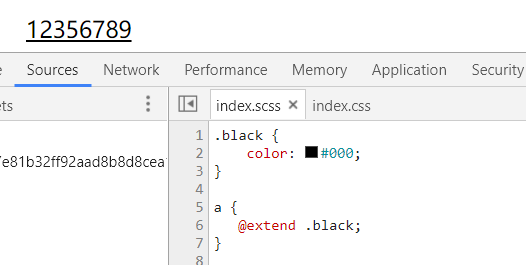 12356789
e Sources Network Performance Memory Application Security
ets index.scss × index.css
1 .black {
2 color: #000;
3 }
4
5 a {
6 @extend .black;
7 }
8
/e81b32ff92aad8b8d8cea